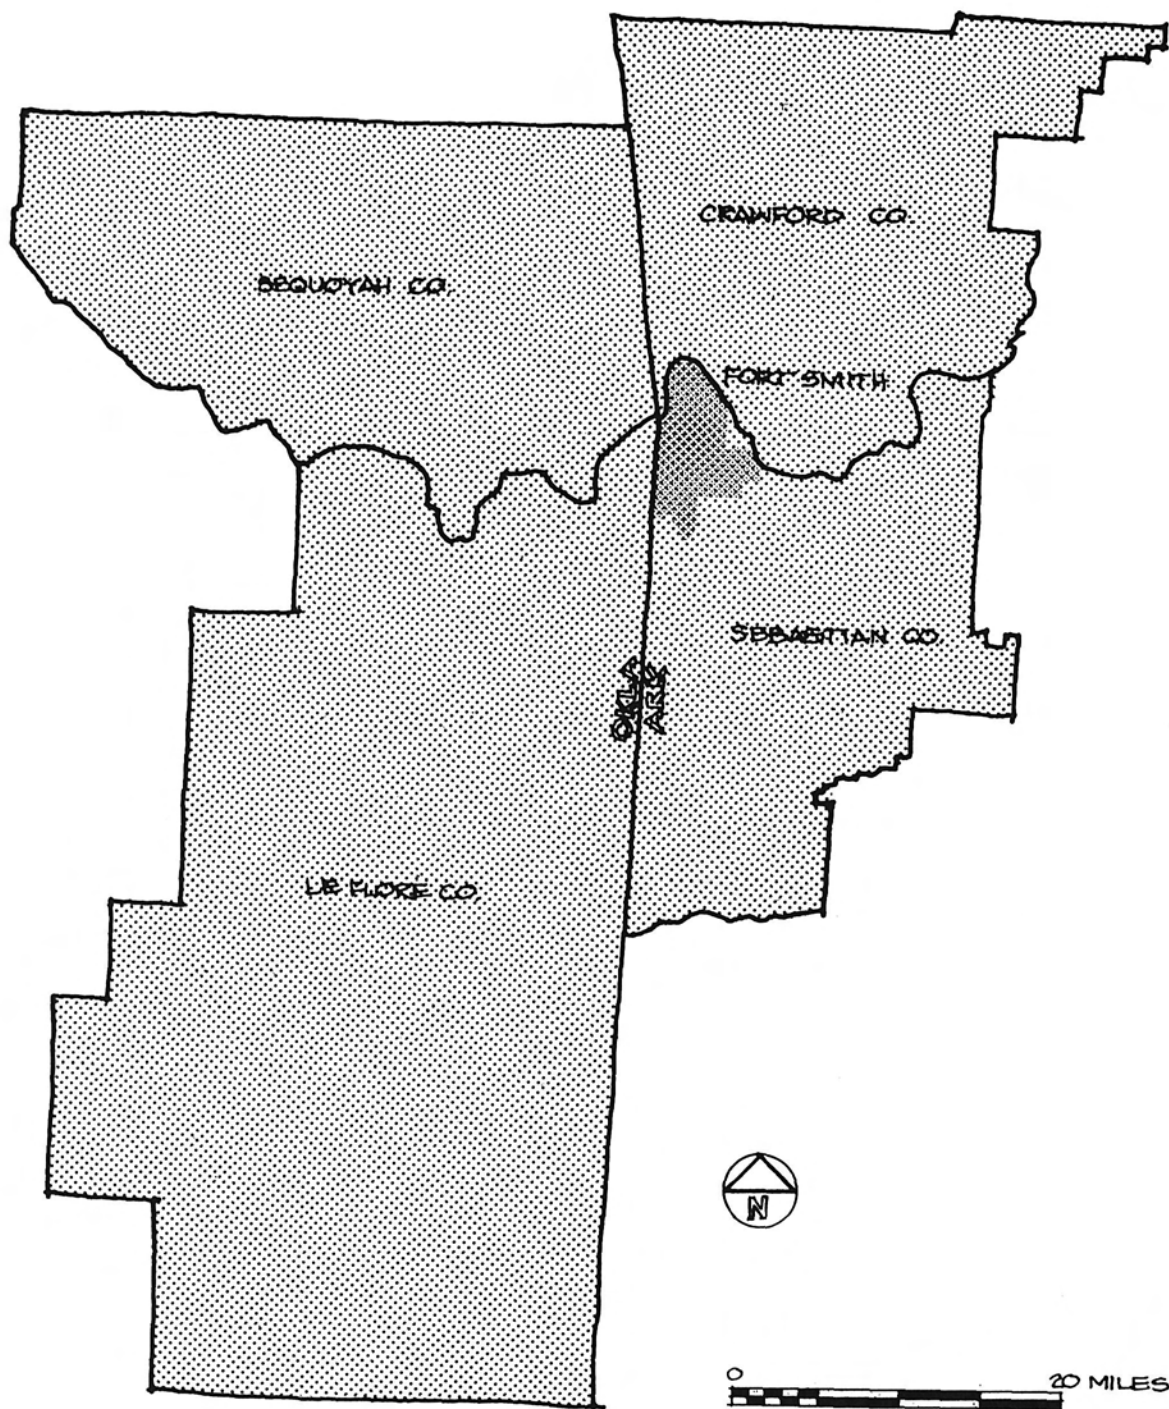 CRAWFORD CO.
SEQUOYAH CO.
FORT SMITH
SEBASTIAN CO.
OKLA
ARK
LE FLORE CO.
N
0 20 MILES